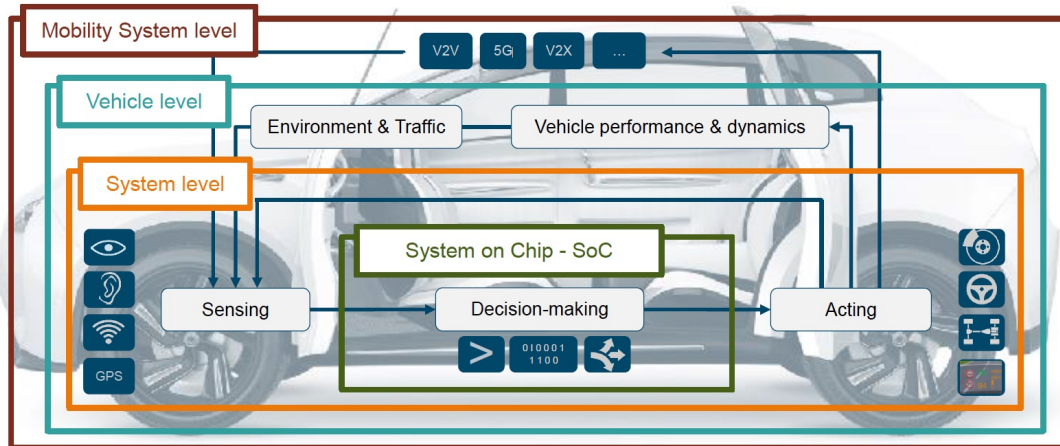 Mobility System level
V2V
5G
V2X
...
Vehicle level
Environment & Traffic
Vehicle performance & dynamics
System level
System on Chip - SoC
Sensing
Decision-making
Acting
>
010001
1100
GPS